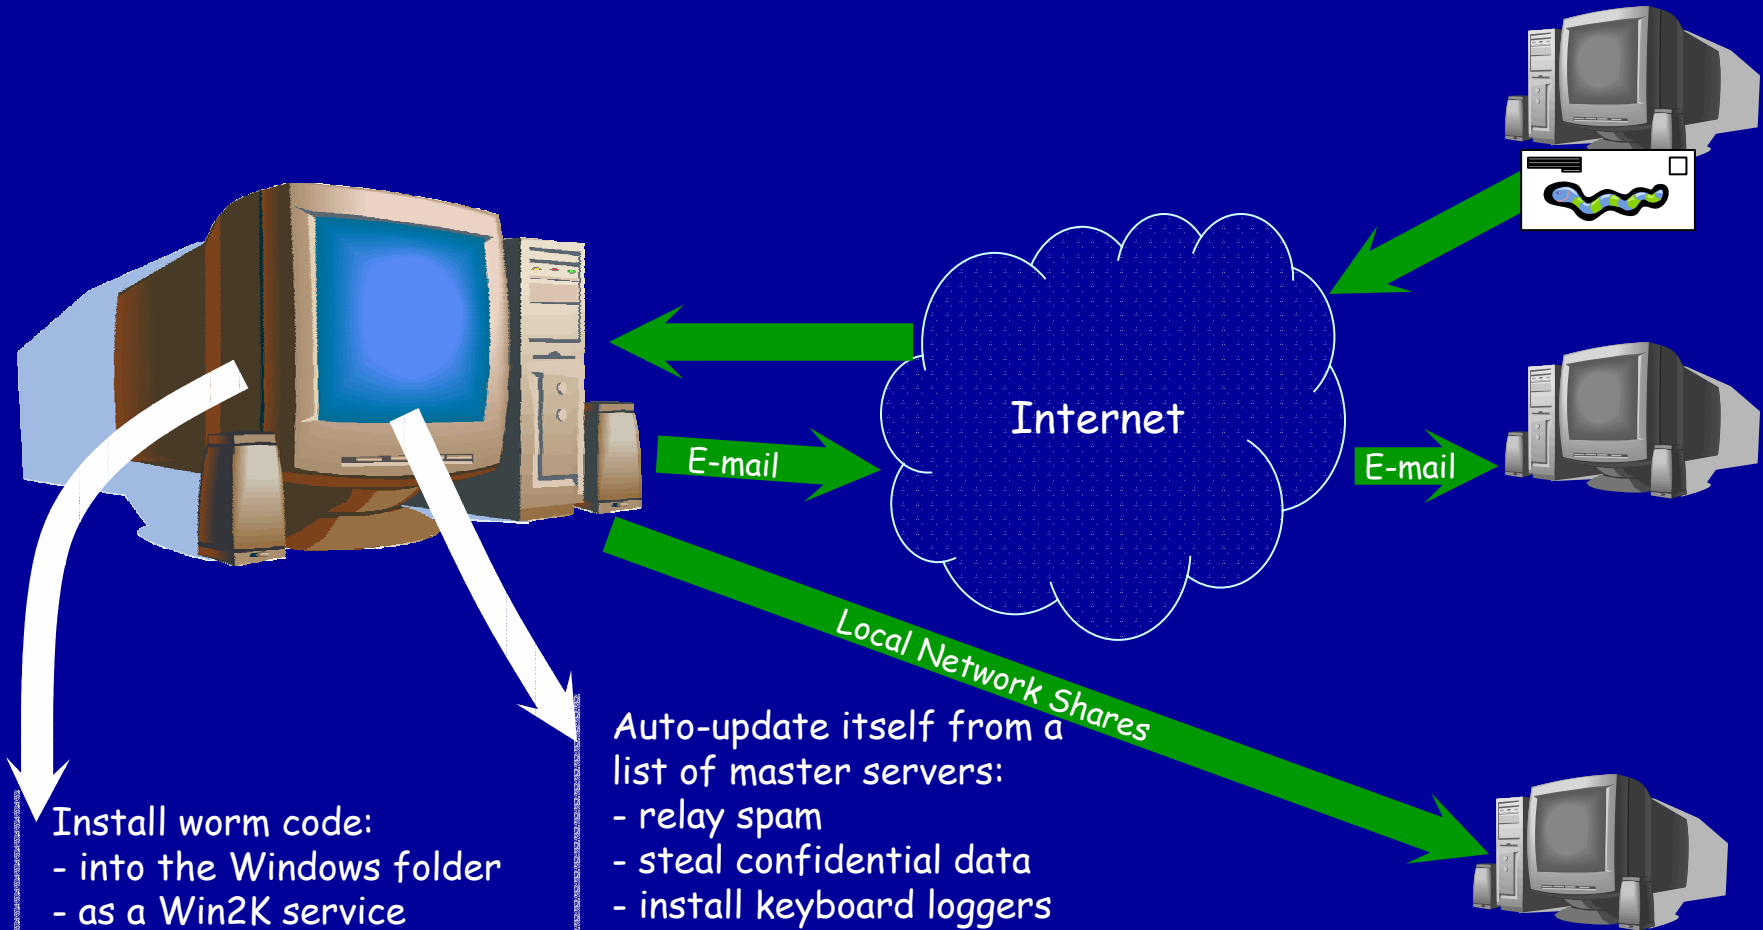 Internet
E-mail
E-mail
Local Network Shares
Auto-update itself from a
list of master servers:
- relay spam
- steal confidential data
- install keyboard loggers
Install worm code:
- into the Windows folder
- as a Win2K service